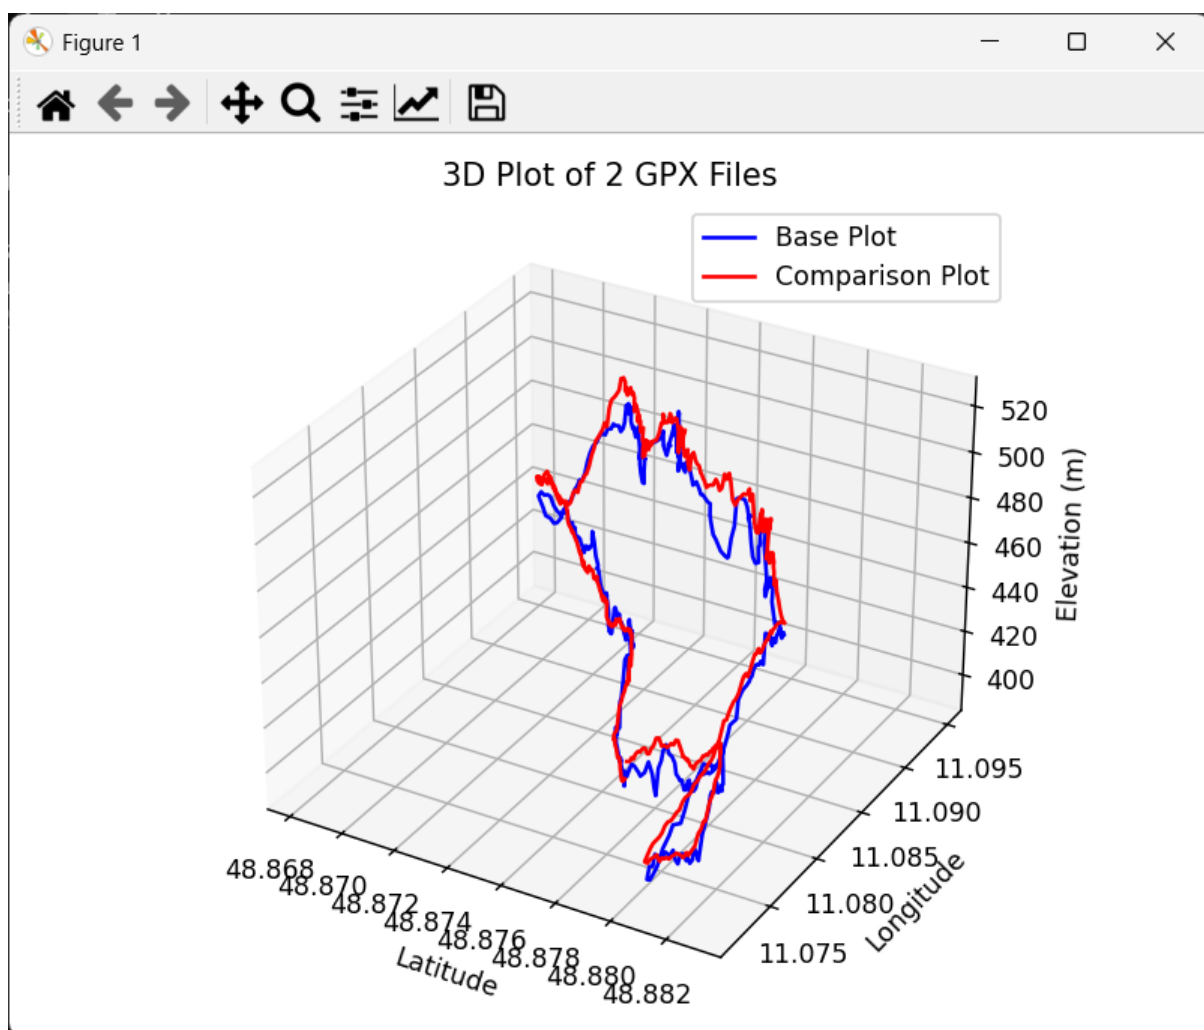 Figure 1
3D Plot of 2 GPX Files
Base Plot
Comparison Plot
520
500
480
460
440
420
400
Elevation (m)
11.095
11.090
11.085
11.080
11.075
Longitude
48.868
48.870
48.872
48.874
48.876
48.878
48.880
48.882
Latitude